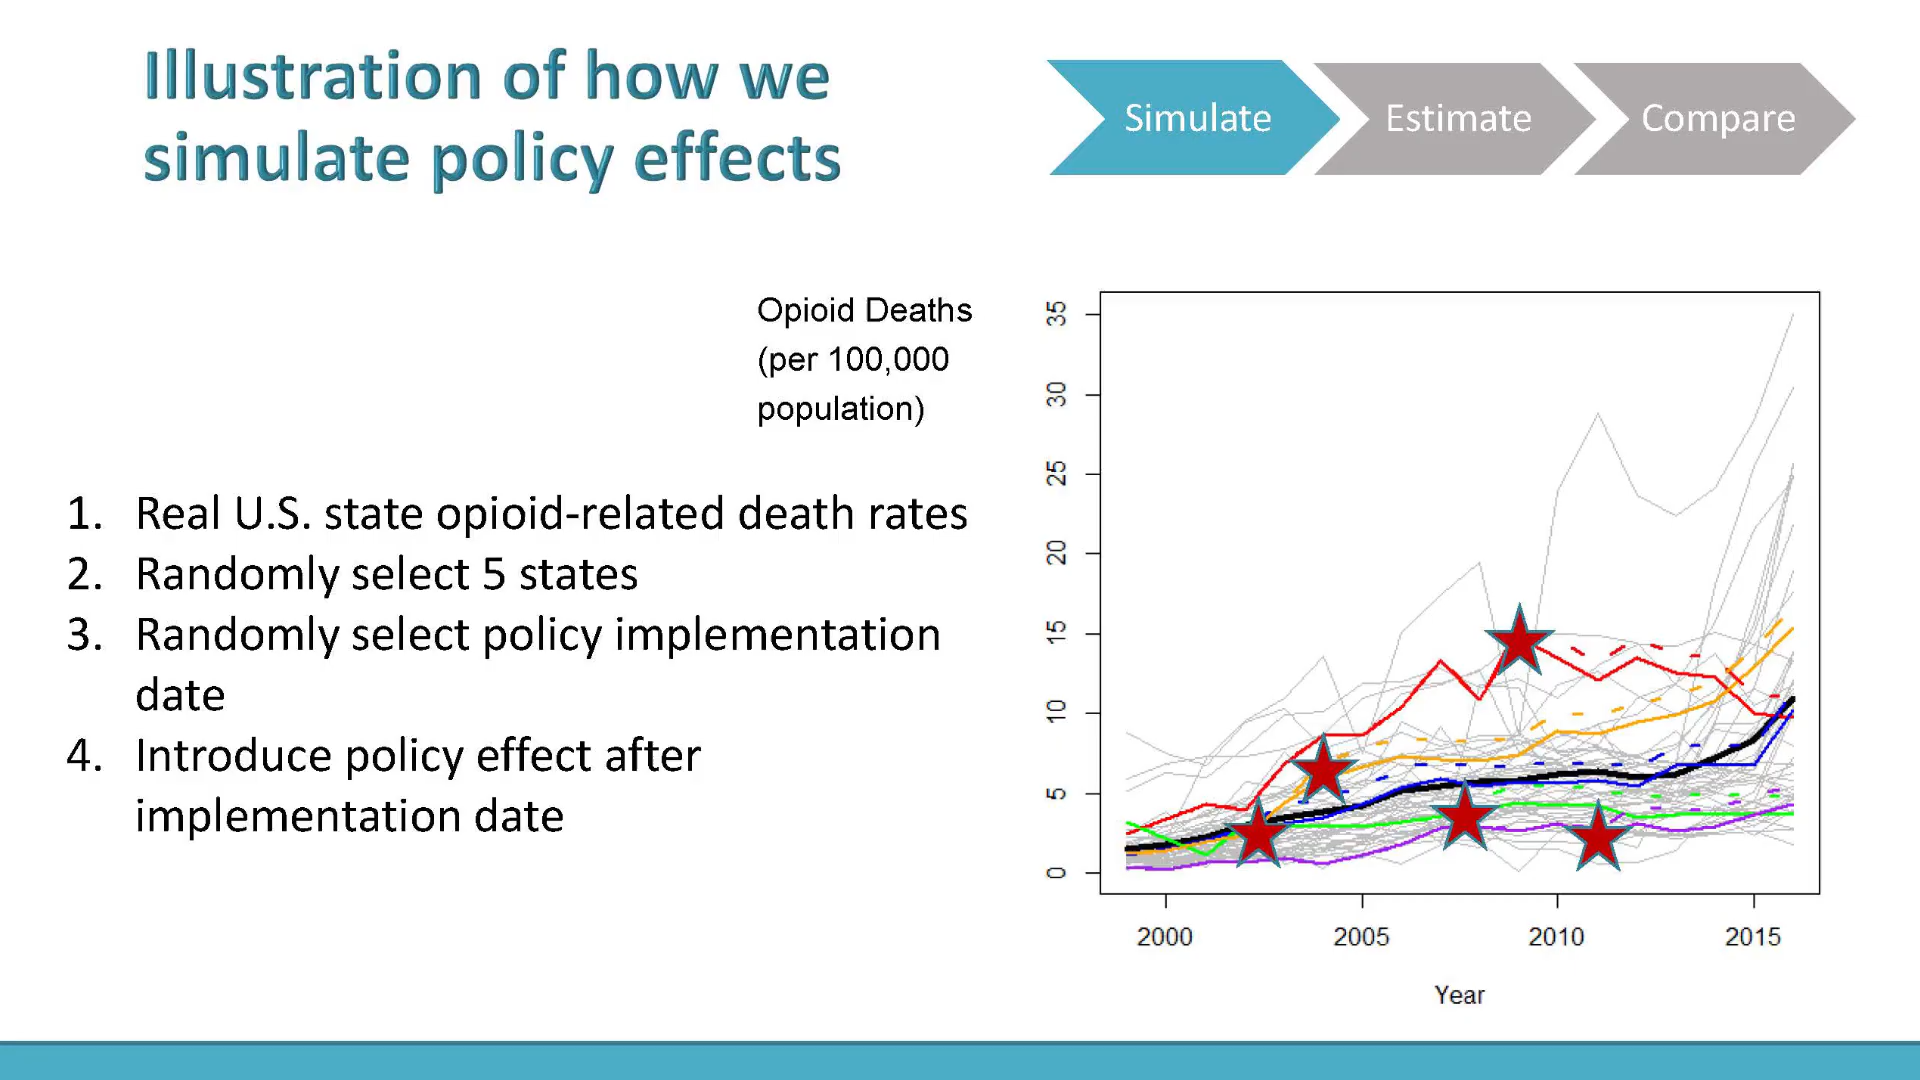 Illustration of how we
simulate policy effects
Simulate
Estimate
Compare
Opioid Deaths
(per 100,000
population)
1. Real U.S. state opioid-related death rates
2. Randomly select 5 states
3. Randomly select policy implementation
date
4. Introduce policy effect after
implementation date
35
30
25
20
15
10
5
0
2000
2005
2010
2015
Year